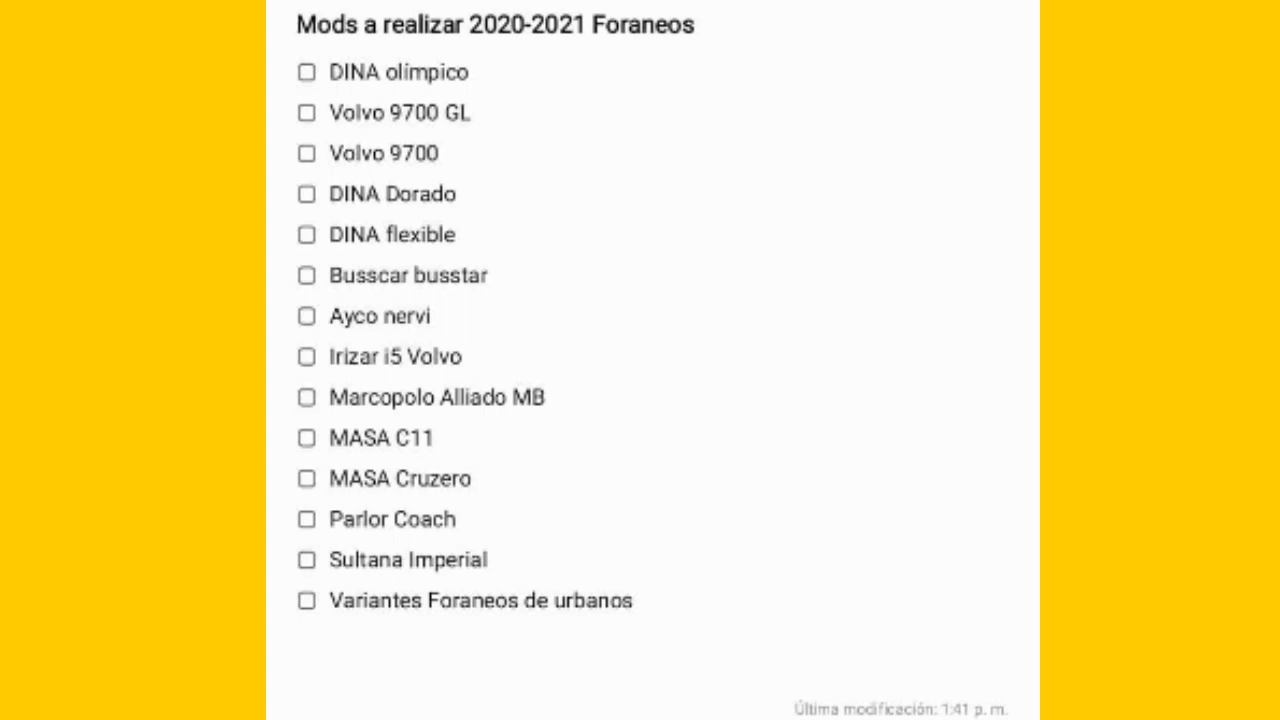 Mods a realizar 2020-2021 Foraneos
DINA olímpico
Volvo 9700 GL
Volvo 9700
DINA Dorado
DINA flexible
Busscar busstar
Ayco nervi
Irizar i5 Volvo
Marcopolo Alliado MB
MASA C11
MASA Cruzero
Parlor Coach
Sultana Imperial
Variantes Foraneos de urbanos
Última modificación: 1:41 p. m.